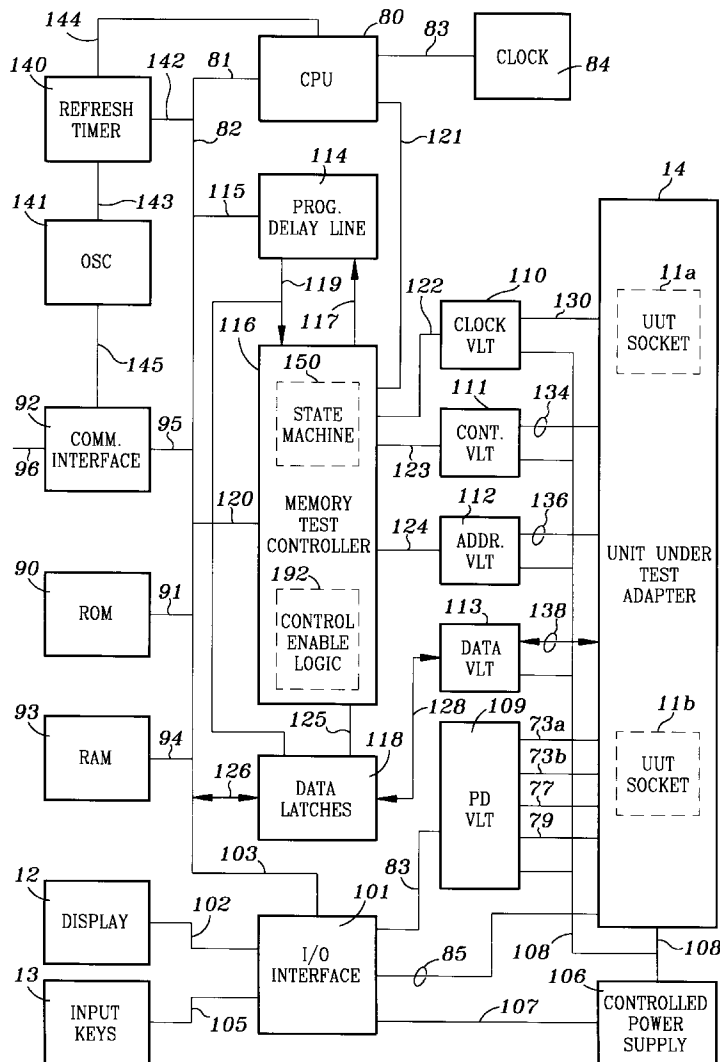 144
80
83
140
142
81
CPU
CLOCK
84
REFRESH
TIMER
82
121
114
14
141
143
115
PROG.
DELAY LINE
OSC
119
110
11a
122
130
117
CLOCK
VLT
UUT
SOCKET
116
145
150
111
134
92
STATE
MACHINE
COMM.
INTERFACE
95
CONT.
VLT
96
123
120
MEMORY
TEST
CONTROLLER
112
136
124
ADDR.
VLT
UNIT UNDER
TEST
ADAPTER
90
192
ROM
91
113
138
CONTROL
ENABLE
LOGIC
DATA
VLT
128
109
11b
93
125
73a
RAM
94
118
73b
UUT
SOCKET
126
DATA
LATCHES
PD
VLT
77
79
103
12
101
83
DISPLAY
102
I/O
INTERFACE
85
108
108
13
106
INPUT
KEYS
105
107
CONTROLLED
POWER
SUPPLY